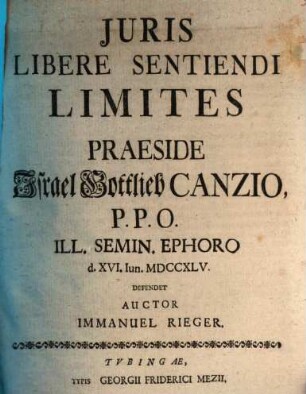 JURIS
LIBERE SENTIENDI
LIMITES
PRAESIDE
Israel Gottlieb CANZIO,
P. P. O.
ILL. SEMIN. EPHORO
d. XVI. Iun. MDCCXLV.
DEFENDET
AUCTOR
IMMANUEL RIEGER.
TVBINGAE,
TYPIS GEORGII FRIDERICI MEZII,